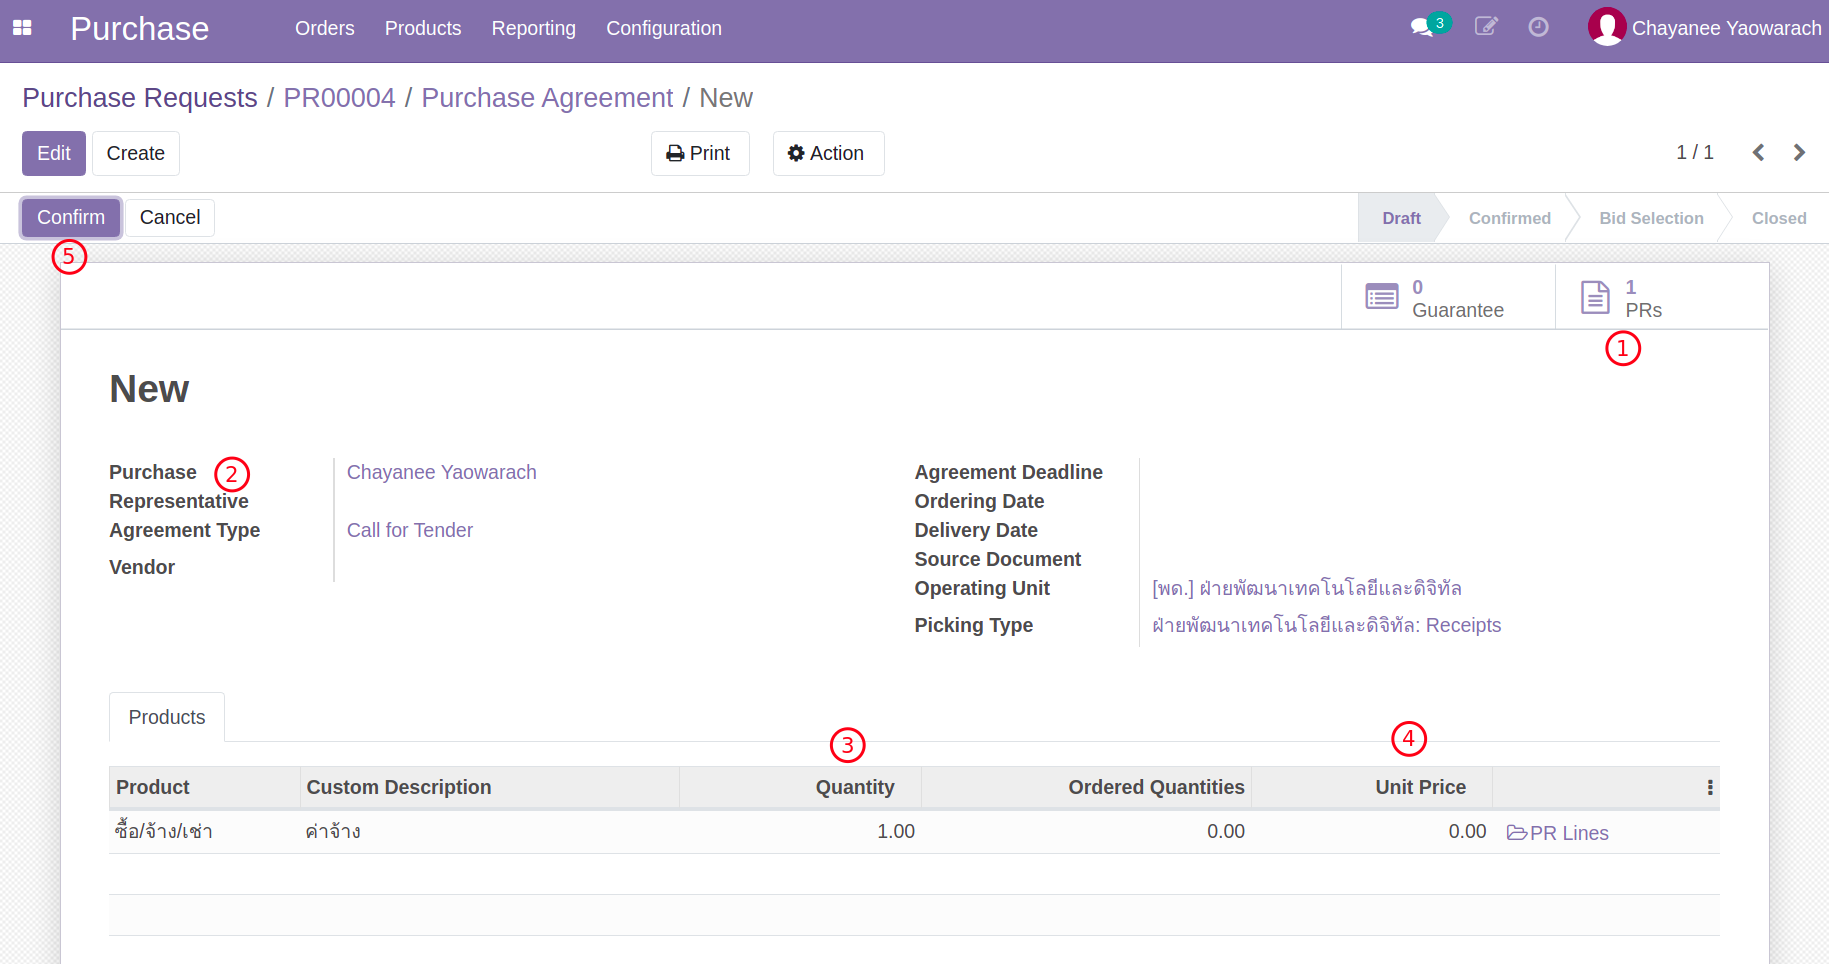 Purchase Orders Products Reporting Configuration 3 Chayanee Yaowarach
Purchase Requests / PR00004 / Purchase Agreement / New
Edit Create Print Action 1 / 1
Confirm Cancel Draft Confirmed Bid Selection Closed
5
0 Guarantee
1 PRs
1
New
Purchase Representative 2 Chayanee Yaowarach
Agreement Type Call for Tender
Vendor
Agreement Deadline
Ordering Date
Delivery Date
Source Document
Operating Unit [พด.] ฝ่ายพัฒนาเทคโนโลยีและดิจิทัล
Picking Type ฝ่ายพัฒนาเทคโนโลยีและดิจิทัล: Receipts
Products
3 4
Product Custom Description Quantity Ordered Quantities Unit Price
ซื้อ/จ้าง/เช่า ค่าจ้าง 1.00 0.00 0.00 PR Lines